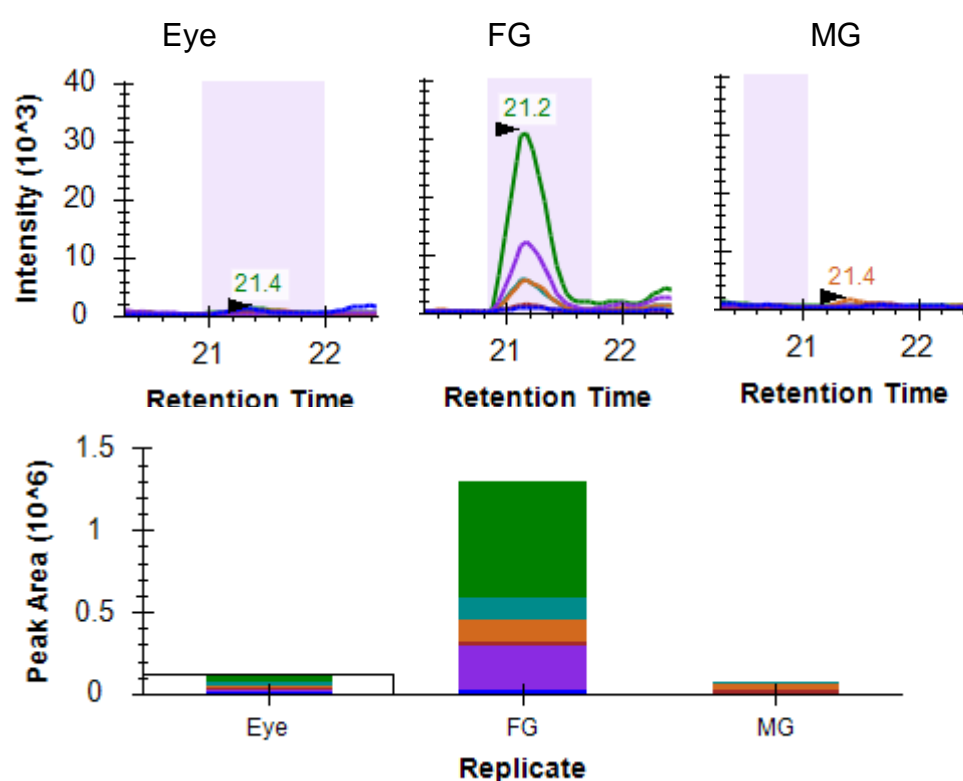 Eye FG MG
Intensity (10^3)
40
30
20
10
0
21.4
21 22
Retention Time
21.2
21 22
Retention Time
21.4
21 22
Retention Time
Peak Area (10^6)
1.5
1
0.5
0
Eye FG MG
Replicate